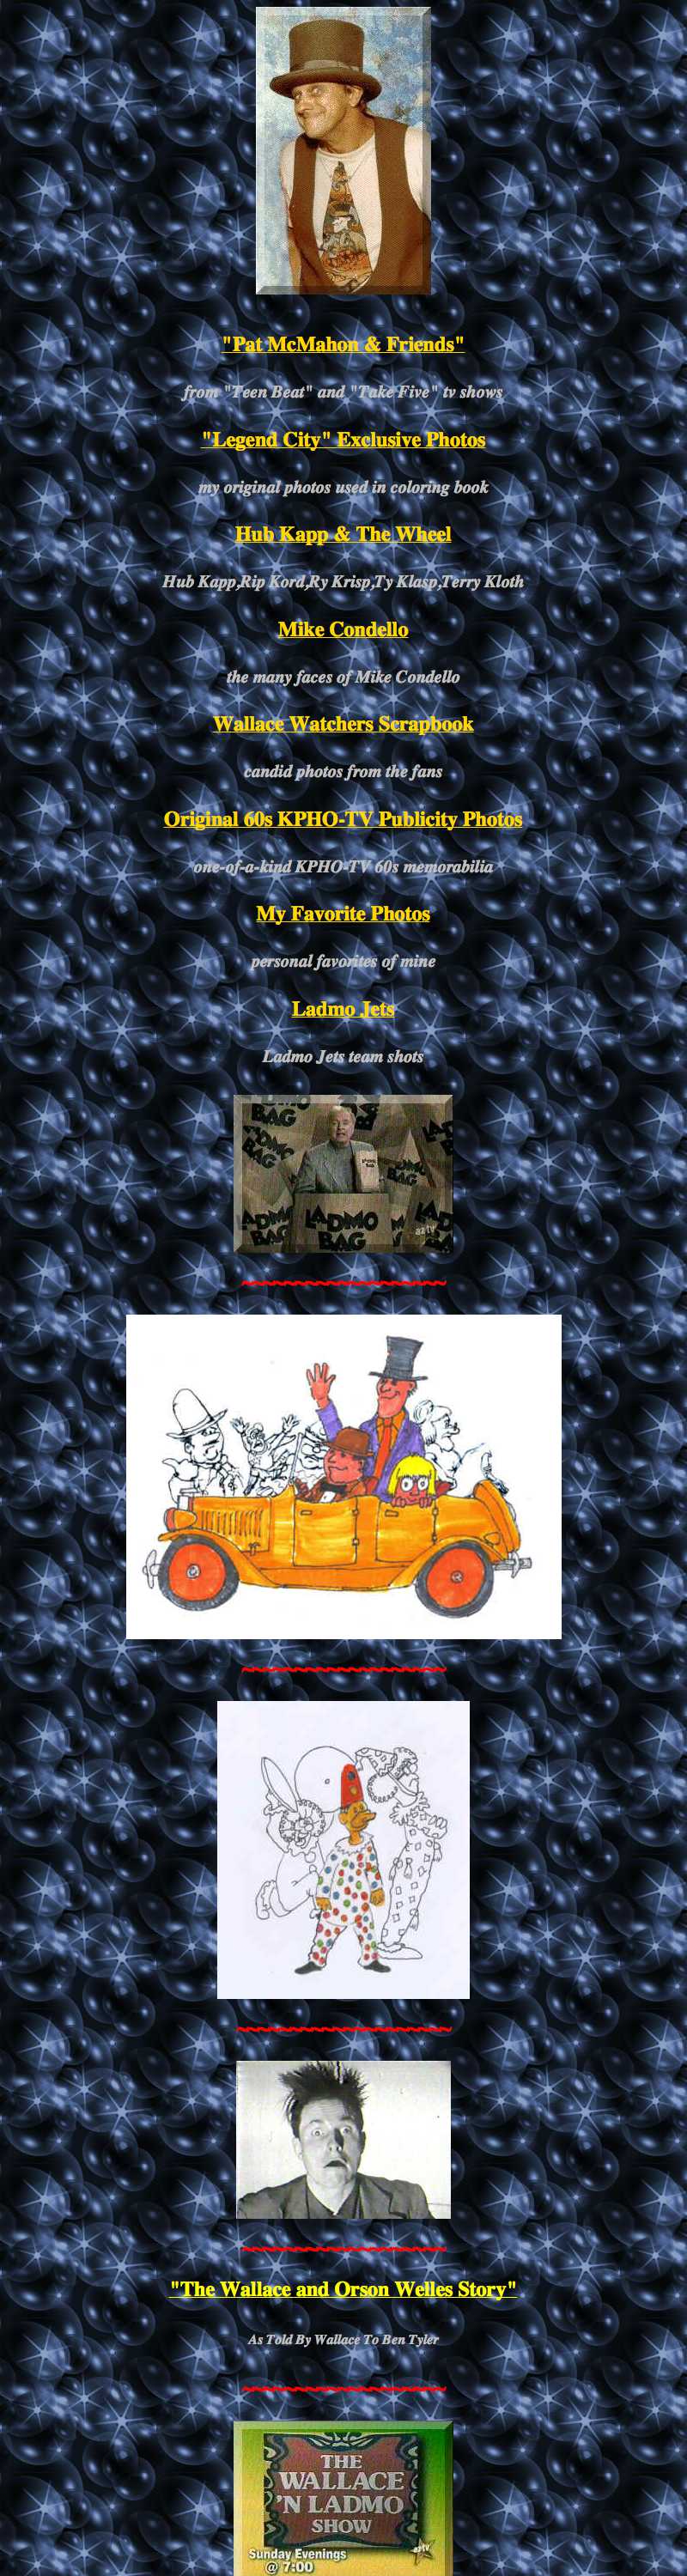 "Pat McMahon & Friends"
from "Teen Beat" and "Take Five" tv shows
"Legend City" Exclusive Photos
my original photos used in coloring book
Hub Kapp & The Wheel
Hub Kapp,Rip Kord,Ry Krisp,Ty Klasp,Terry Kloth
Mike Condello
the many faces of Mike Condello
Wallace Watchers Scrapbook
candid photos from the fans
Original 60s KPHO-TV Publicity Photos
one-of-a-kind KPHO-TV 60s memorabilia
My Favorite Photos
personal favorites of mine
Ladmo Jets
Ladmo Jets team shots
LADMO
BAG
LADMO
BAG
BAG
LADMO
BAG
aztv
~~~~~~~~~~~~~~~~~~~
~~~~~~~~~~~~~~~~~~~
~~~~~~~~~~~~~~~~~~~~
~~~~~~~~~~~~~~~~~~~
"The Wallace and Orson Welles Story"
As Told By Wallace To Ben Tyler
~~~~~~~~~~~~~~~~~~~
THE
WALLACE
'N LADMO
SHOW
Sunday Evenings
@ 7:00
aztv